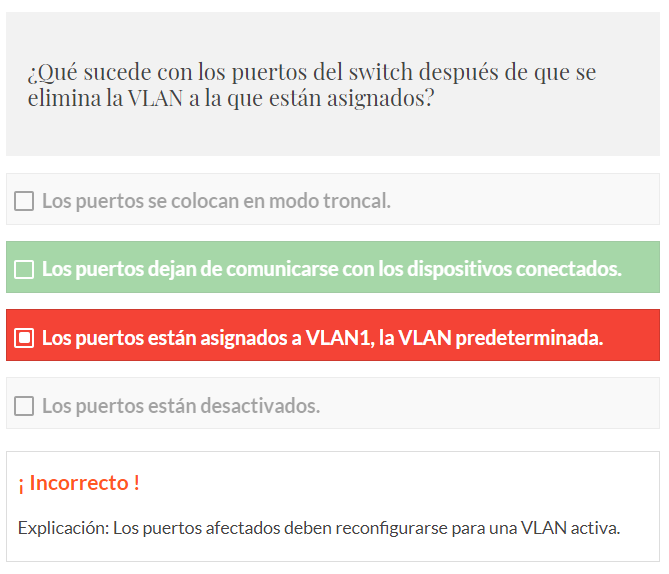 ¿Qué sucede con los puertos del switch después de que se
elimina la VLAN a la que están asignados?
Los puertos se colocan en modo troncal.
Los puertos dejan de comunicarse con los dispositivos conectados.
Los puertos están asignados a VLAN1, la VLAN predeterminada.
Los puertos están desactivados.
¡ Incorrecto !
Explicación: Los puertos afectados deben reconfigurarse para una VLAN activa.